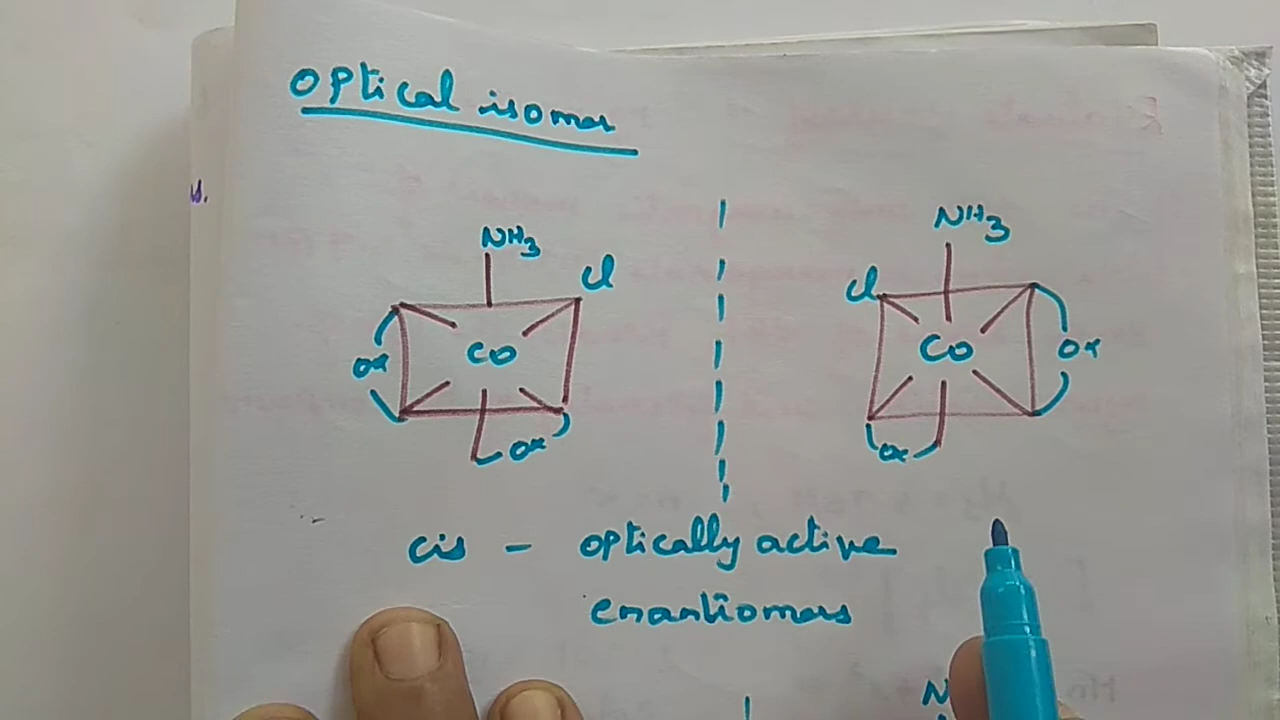 optical isomer
s.
NH3 NH3
Cl Cl
Co Co
ox ox
ox ox
cis - optically active
enantiomers
N